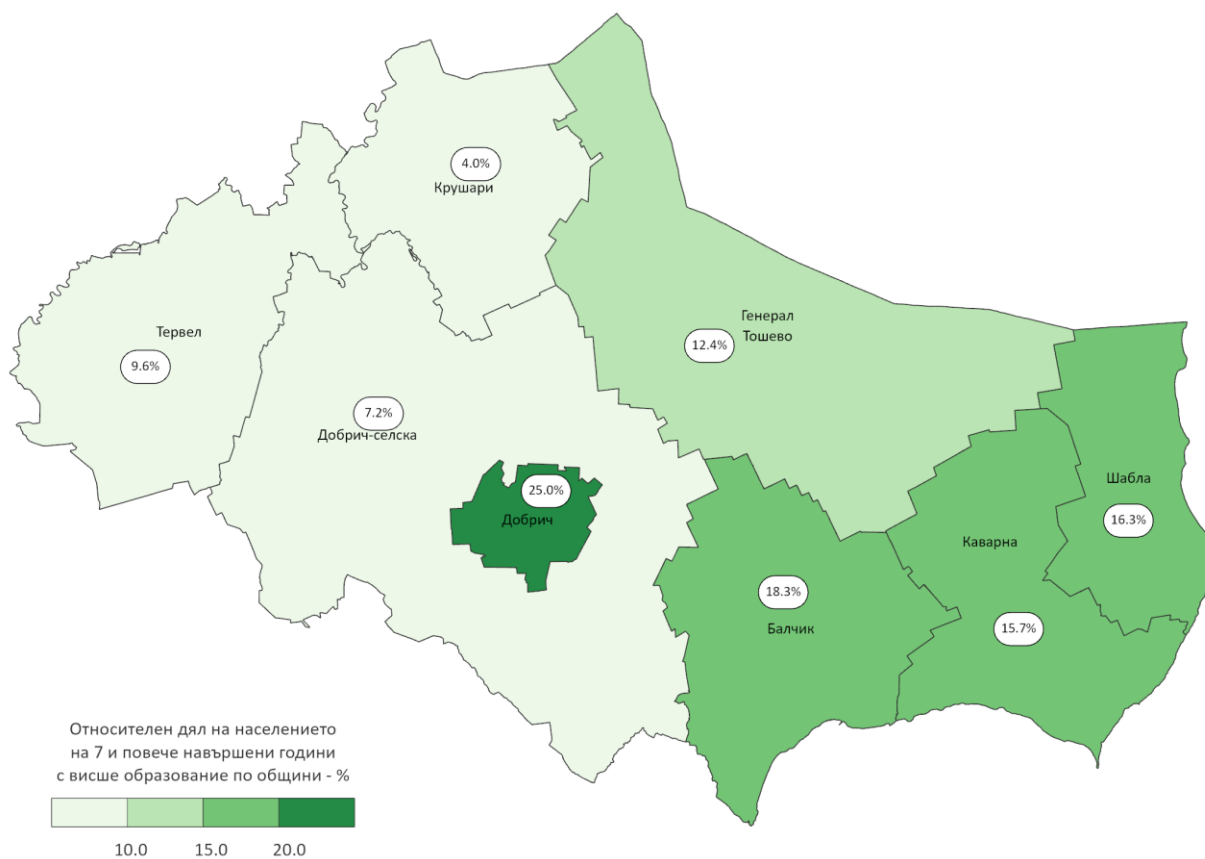 4.0%
Крушари
Генерал
Тошево
12.4%
Тервел
9.6%
7.2%
Добрич-селска
25.0%
Добрич
Шабла
16.3%
Каварна
18.3%
Балчик
15.7%
Относителен дял на населението
на 7 и повече навършени години
с висше образование по общини - %
10.0 15.0 20.0